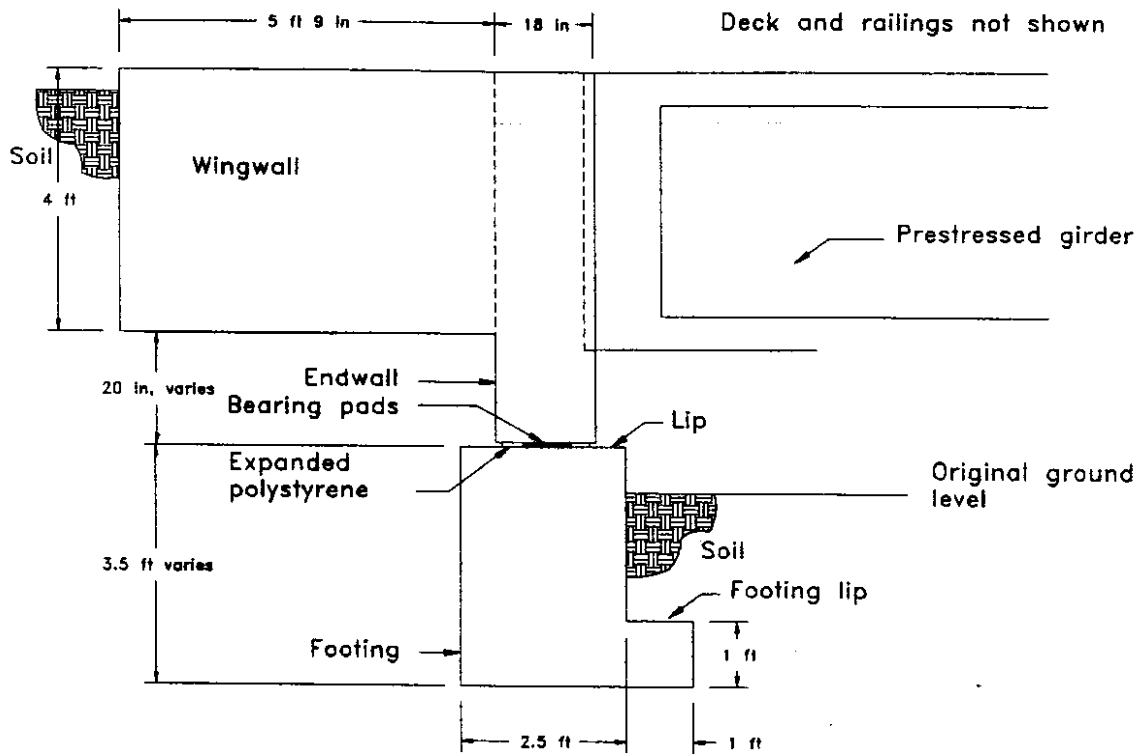 5 ft 9 in
18 in
Deck and railings not shown
Soil
4 ft
Wingwall
Prestressed girder
20 in, varies
Endwall
Bearing pads
Lip
Expanded
polystyrene
Original ground
level
3.5 ft varies
Soil
Footing lip
Footing
1 ft
2.5 ft
1 ft